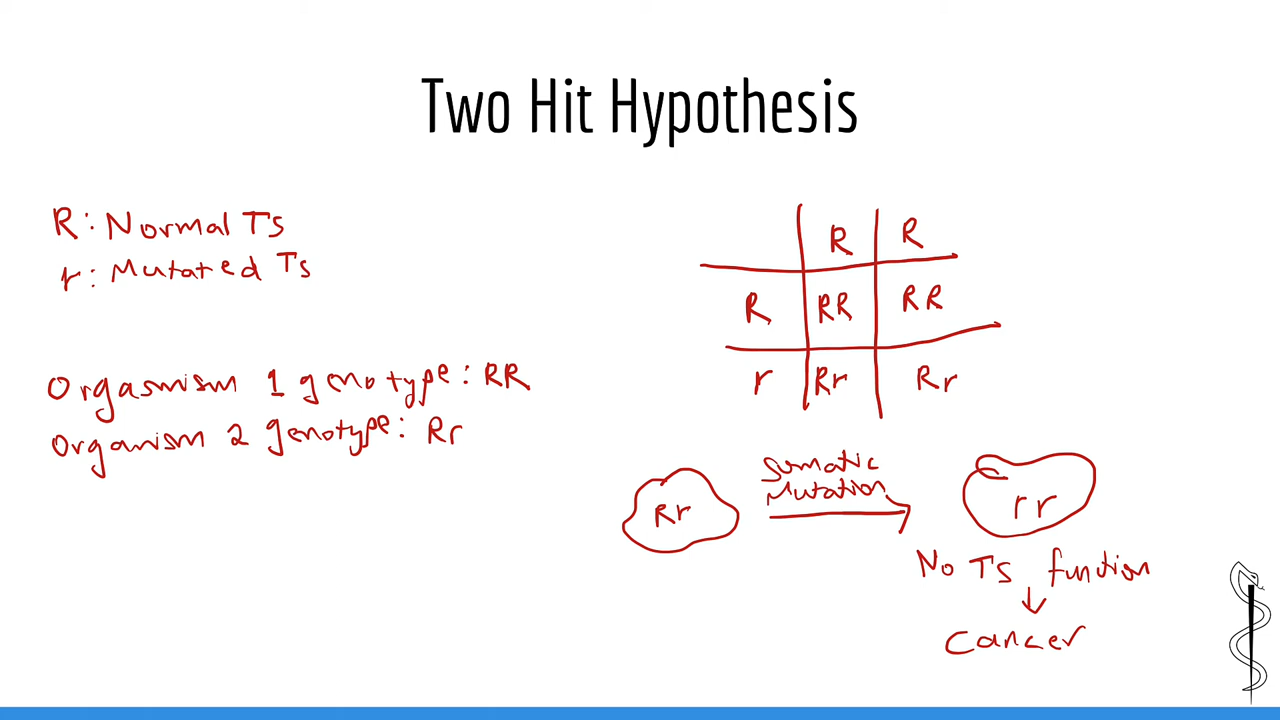 Two Hit Hypothesis
R: Normal Ts
r: Mutated Ts
Orgasmism 1 genotype: RR
Organism 2 genotype: Rr
R R
R RR RR
r Rr Rr
Rr
Sumatic
Mutation
rr
No TS function
↓
Cancer